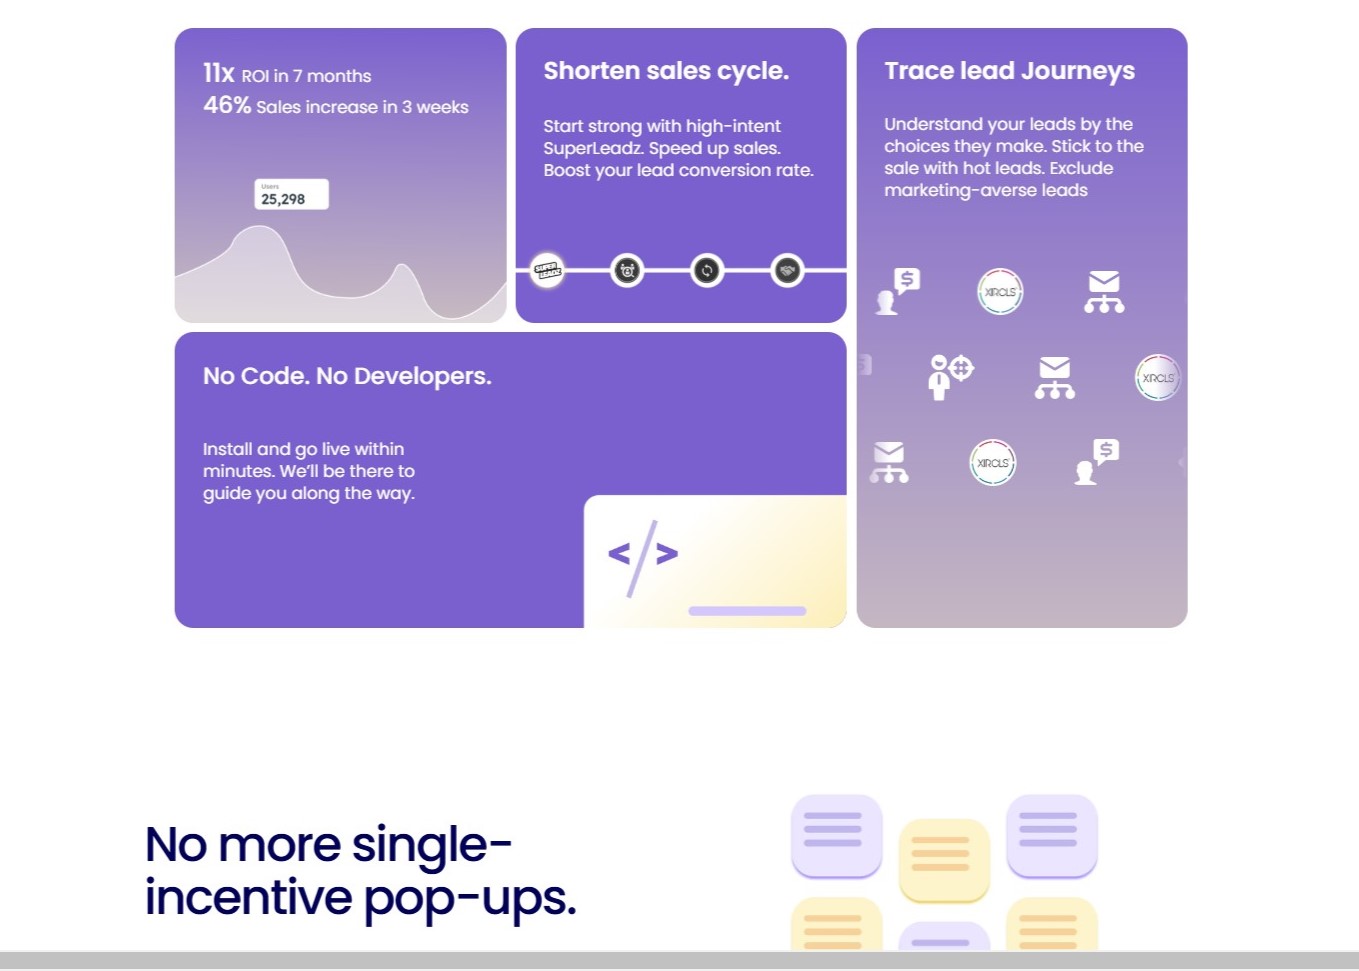 11x ROI in 7 months
46% Sales increase in 3 weeks
Users
25,298
Shorten sales cycle.
Start strong with high-intent
SuperLeadz. Speed up sales.
Boost your lead conversion rate.
SUPER
LEADZ
Trace lead Journeys
Understand your leads by the
choices they make. Stick to the
sale with hot leads. Exclude
marketing-averse leads
$
XIRCLS
$
XIRCLS
XIRCLS
$
No Code. No Developers.
Install and go live within
minutes. We'll be there to
guide you along the way.
</>
No more single-
incentive pop-ups.